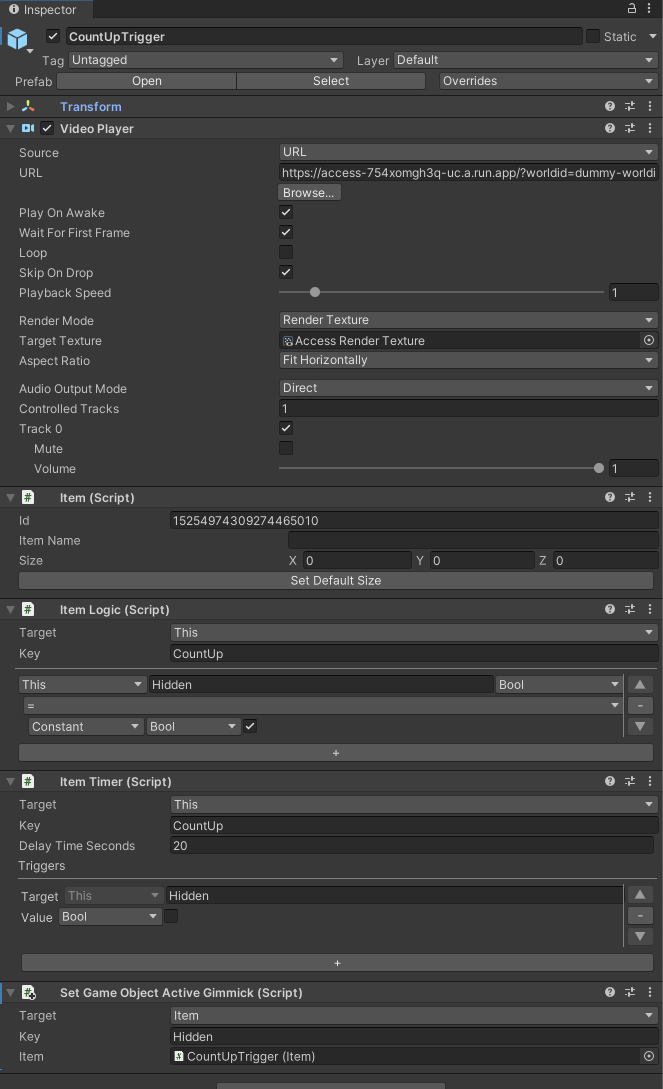 Inspector
CountUpTrigger Static
Tag Untagged Layer Default
Prefab Open Select Overrides
Transform
Video Player
Source URL
URL https://access-754xomgh3q-uc.a.run.app/?worldid=dummy-worldi
Browse...
Play On Awake
Wait For First Frame
Loop
Skip On Drop
Playback Speed 1
Render Mode Render Texture
Target Texture Access Render Texture
Aspect Ratio Fit Horizontally
Audio Output Mode Direct
Controlled Tracks 1
Track 0
Mute
Volume 1
# Item (Script)
Id 15254974309274465010
Item Name
Size X 0 Y 0 Z 0
Set Default Size
# Item Logic (Script)
Target This
Key CountUp
This Hidden Bool
= -
Constant Bool
+
# Item Timer (Script)
Target This
Key CountUp
Delay Time Seconds 20
Triggers
Target This Hidden
Value Bool -
+
# Set Game Object Active Gimmick (Script)
Target Item
Key Hidden
Item # CountUpTrigger (Item)